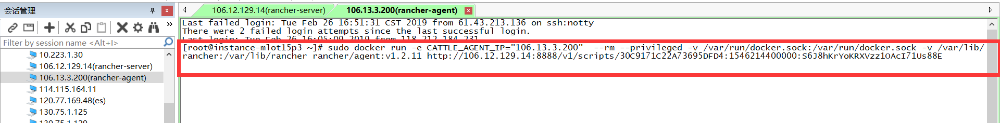 会话管理
106.12.129.14(rancher-server)
106.13.3.200(rancher-agent)
Filter by session name <Alt+I>
10.223.1.30
106.12.129.14(rancher-server)
106.13.3.200(rancher-agent)
114.115.164.11
120.77.169.48(es)
130.75.1.125
130.75.1.129
Last failed login: Tue Feb 26 16:51:31 CST 2019 from 61.43.213.136 on ssh:notty
There were 2 failed login attempts since the last successful login.
Last login: Tue Feb 26 16:05:09 2019 from 118.212.184.231
[root@instance-mlot15p3 ~]# sudo docker run -e CATTLE_AGENT_IP="106.13.3.200"  --rm --privileged -v /var/run/docker.sock:/var/run/docker.sock -v /var/lib/
rancher:/var/lib/rancher rancher/agent:v1.2.11 http://106.12.129.14:8888/v1/scripts/30C9171C22A73695DFD4:1546214400000:S6J8hKrYoKRXVzz1OAcI71Us88E